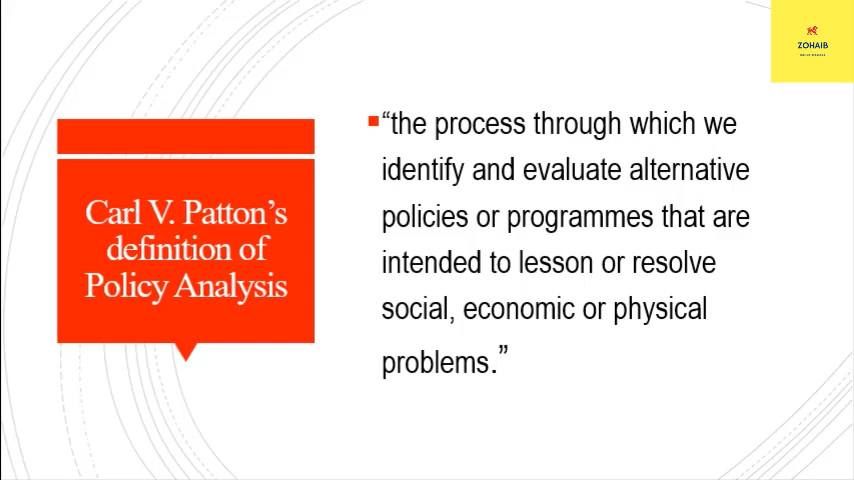 ZOHAIB
Carl V. Patton’s
definition of
Policy Analysis
“the process through which we
identify and evaluate alternative
policies or programmes that are
intended to lesson or resolve
social, economic or physical
problems.”